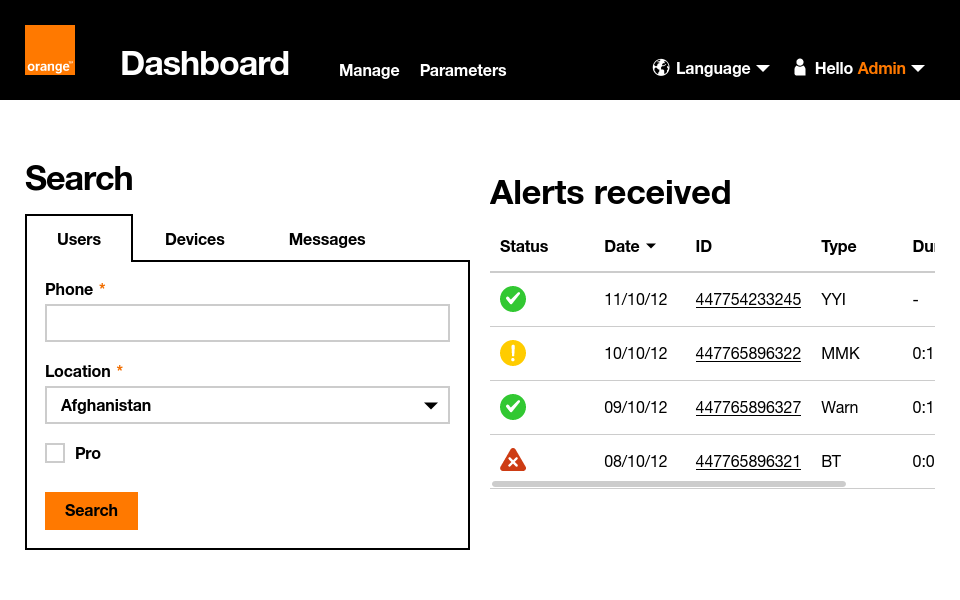 orange™
Dashboard
Manage Parameters
Language
Hello Admin
Search
Users Devices Messages
Phone *
Location *
Afghanistan
Pro
Search
Alerts received
Status Date ID Type
11/10/12 447754233245 YYI -
10/10/12 447765896322 MMK 0:1
09/10/12 447765896327 Warn 0:1
08/10/12 447765896321 BT 0:0